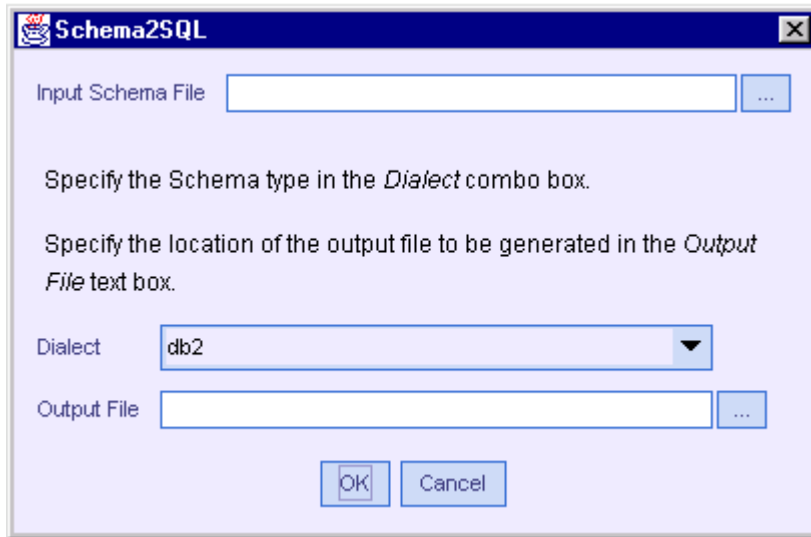 Schema2SQL
Input Schema File ...
Specify the Schema type in the Dialect combo box.
Specify the location of the output file to be generated in the Output
File text box.
Dialect db2
Output File ...
OK Cancel